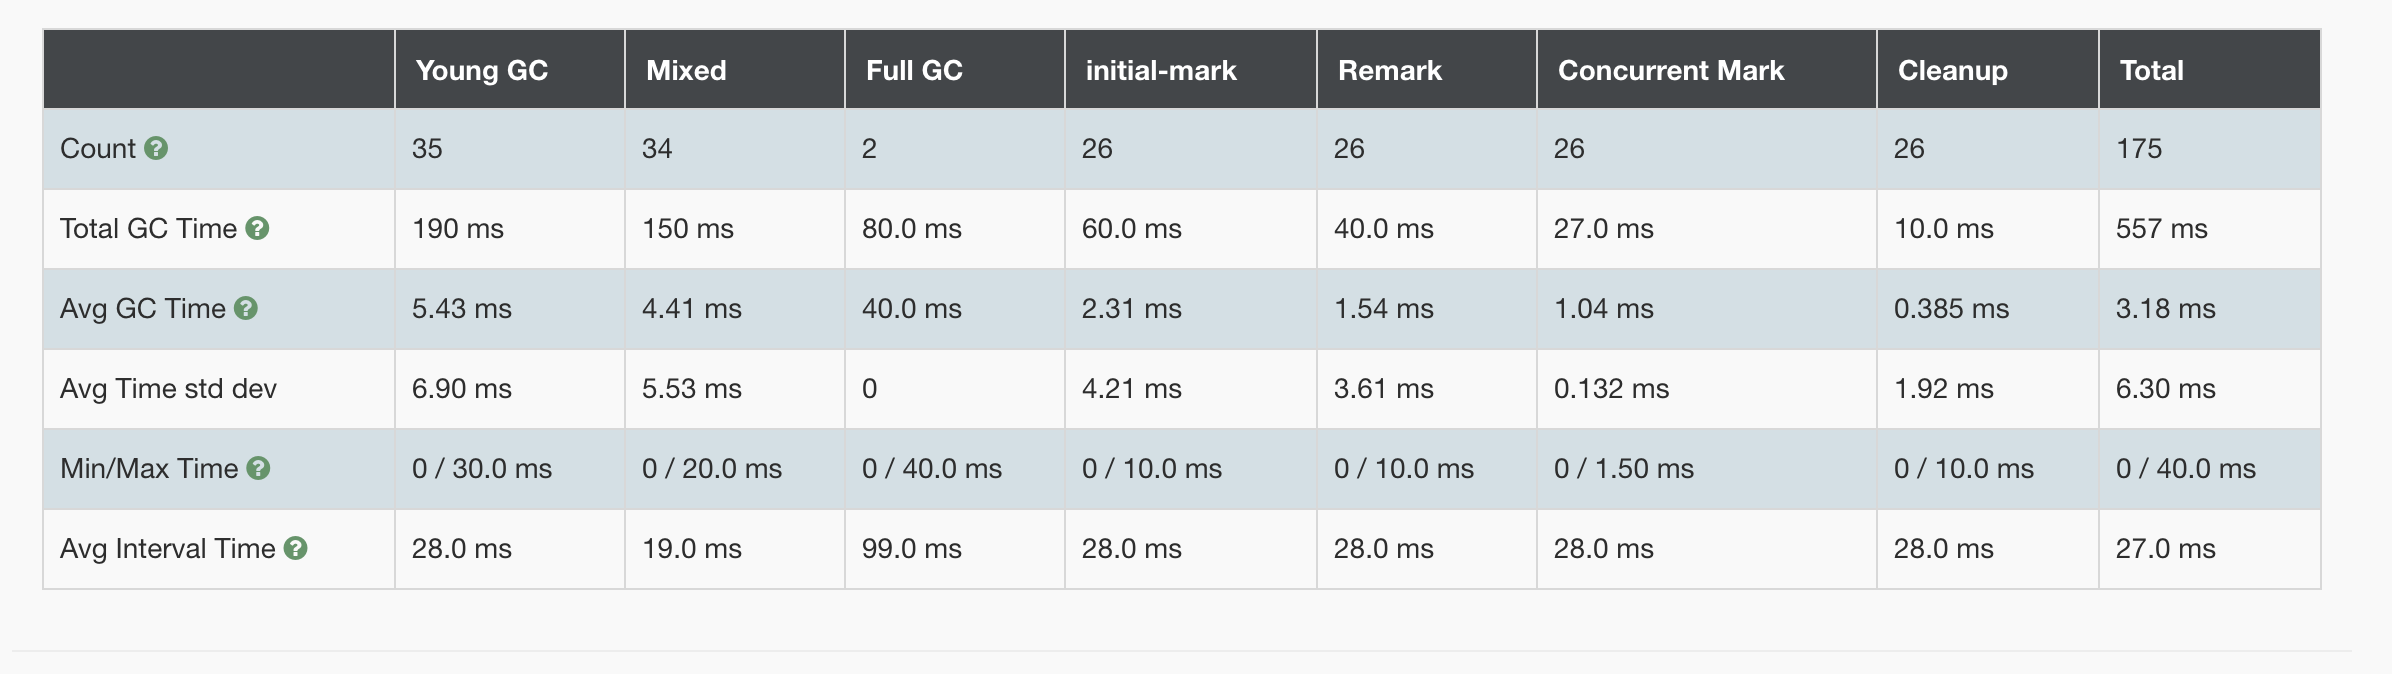 Young GC Mixed Full GC initial-mark Remark Concurrent Mark Cleanup Total
Count ? 35 34 2 26 26 26 26 175
Total GC Time ? 190 ms 150 ms 80.0 ms 60.0 ms 40.0 ms 27.0 ms 10.0 ms 557 ms
Avg GC Time ? 5.43 ms 4.41 ms 40.0 ms 2.31 ms 1.54 ms 1.04 ms 0.385 ms 3.18 ms
Avg Time std dev 6.90 ms 5.53 ms 0 4.21 ms 3.61 ms 0.132 ms 1.92 ms 6.30 ms
Min/Max Time ? 0 / 30.0 ms 0 / 20.0 ms 0 / 40.0 ms 0 / 10.0 ms 0 / 10.0 ms 0 / 1.50 ms 0 / 10.0 ms 0 / 40.0 ms
Avg Interval Time ? 28.0 ms 19.0 ms 99.0 ms 28.0 ms 28.0 ms 28.0 ms 28.0 ms 27.0 ms